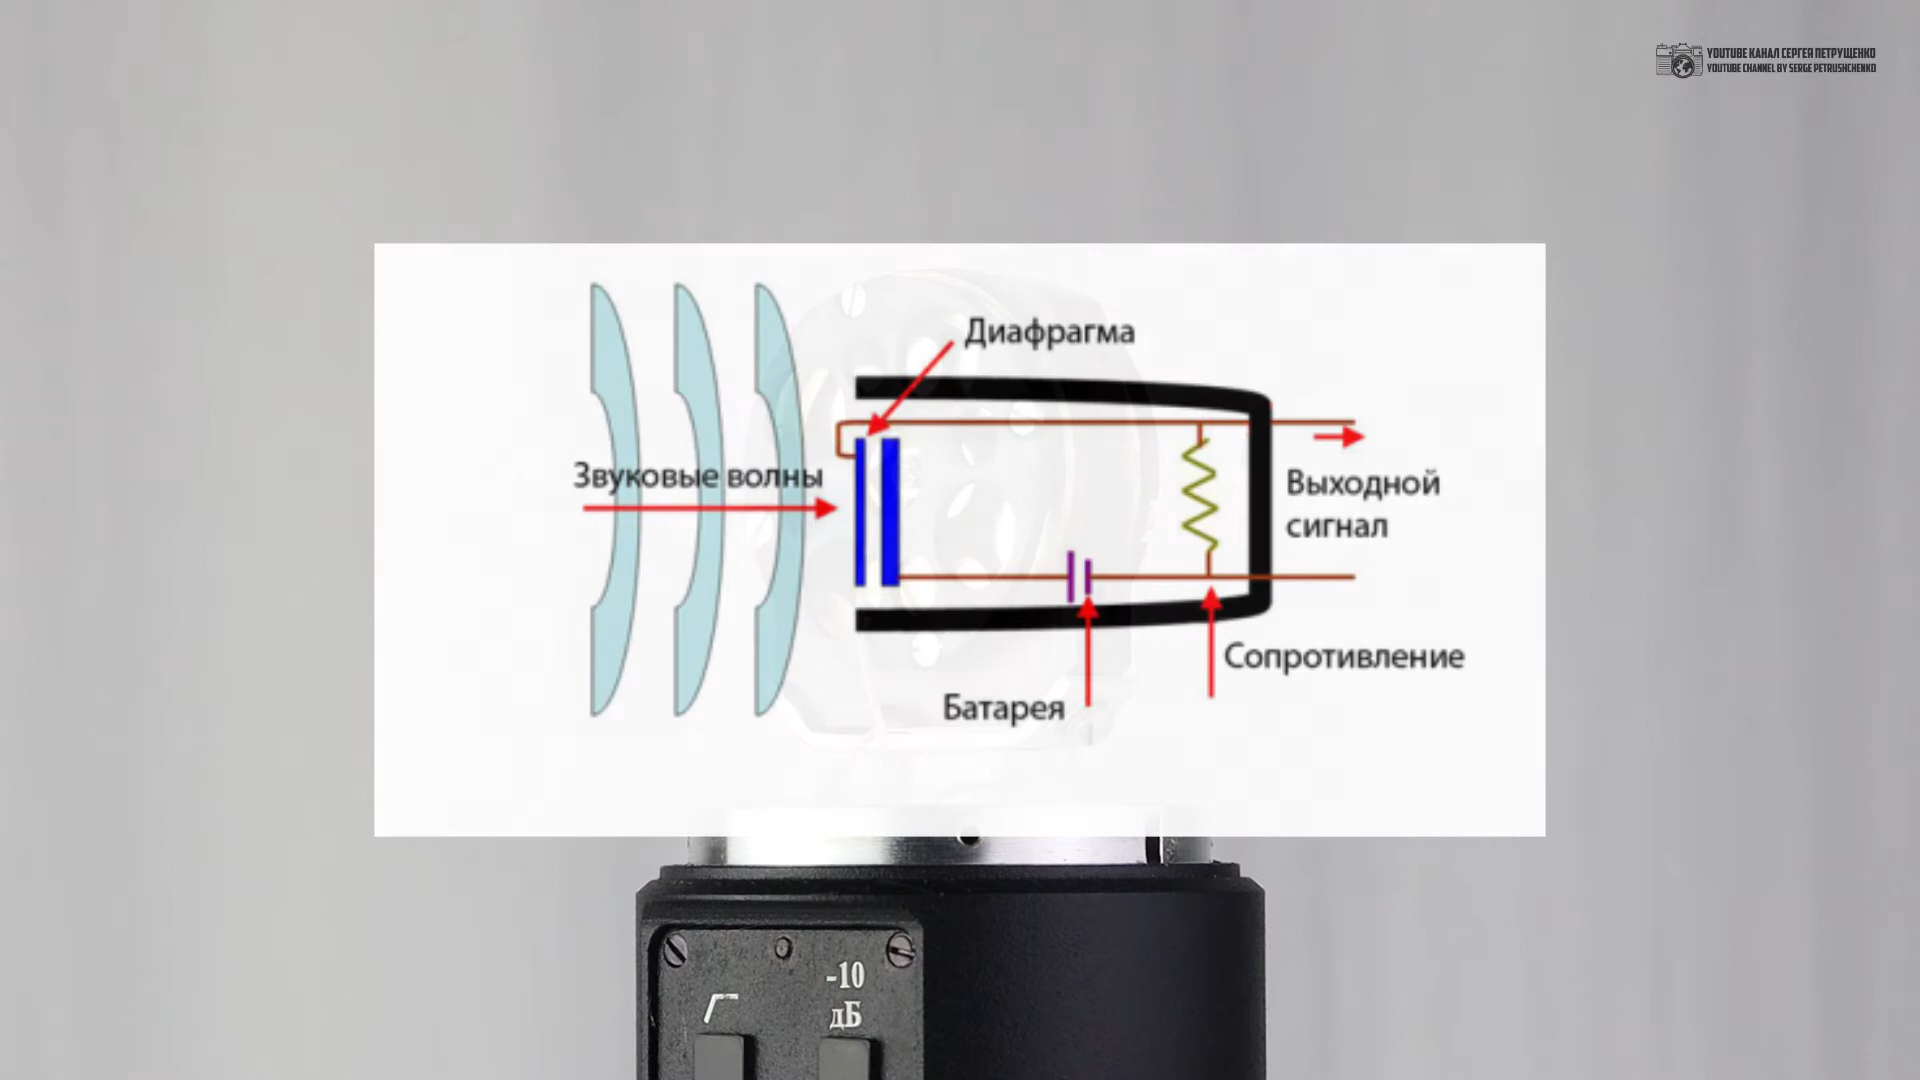 YOUTUBE КАНАЛ СЕРГЕЯ ПЕТРУЩЕНКО
YOUTUBE CHANNEL BY SERGE PETRUSHCHENKO
Диафрагма
Звуковые волны
Выходной
сигнал
Сопротивление
Батарея
-10
дБ